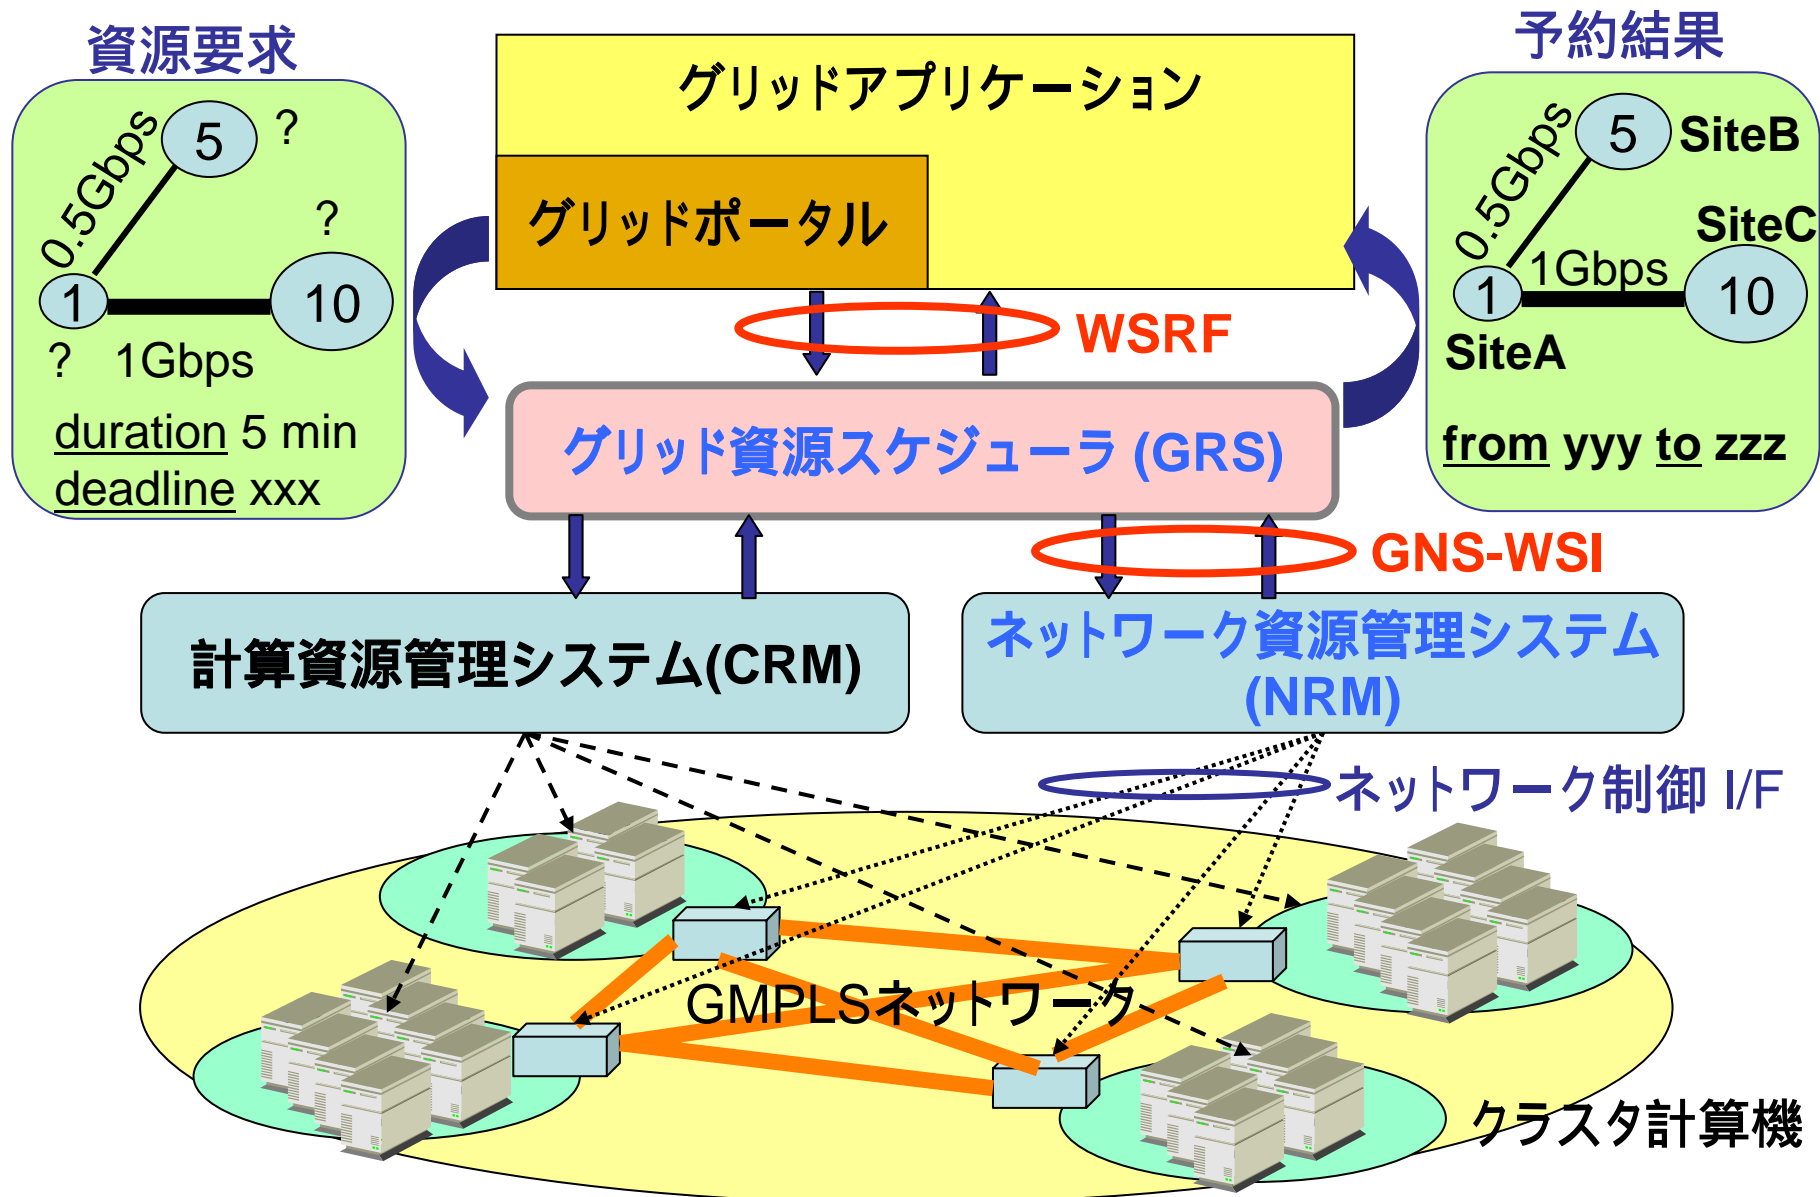 資源要求
0.5Gbps
5
?
?
1
10
?
1Gbps
duration 5 min
deadline xxx
グリッドアプリケーション
グリッドポータル
WSRF
グリッド資源スケジューラ (GRS)
予約結果
0.5Gbps
5
SiteB
SiteC
1Gbps
1
10
SiteA
from yyy to zzz
GNS-WSI
計算資源管理システム(CRM)
ネットワーク資源管理システム
(NRM)
ネットワーク制御 I/F
GMPLSネットワーク
クラスタ計算機